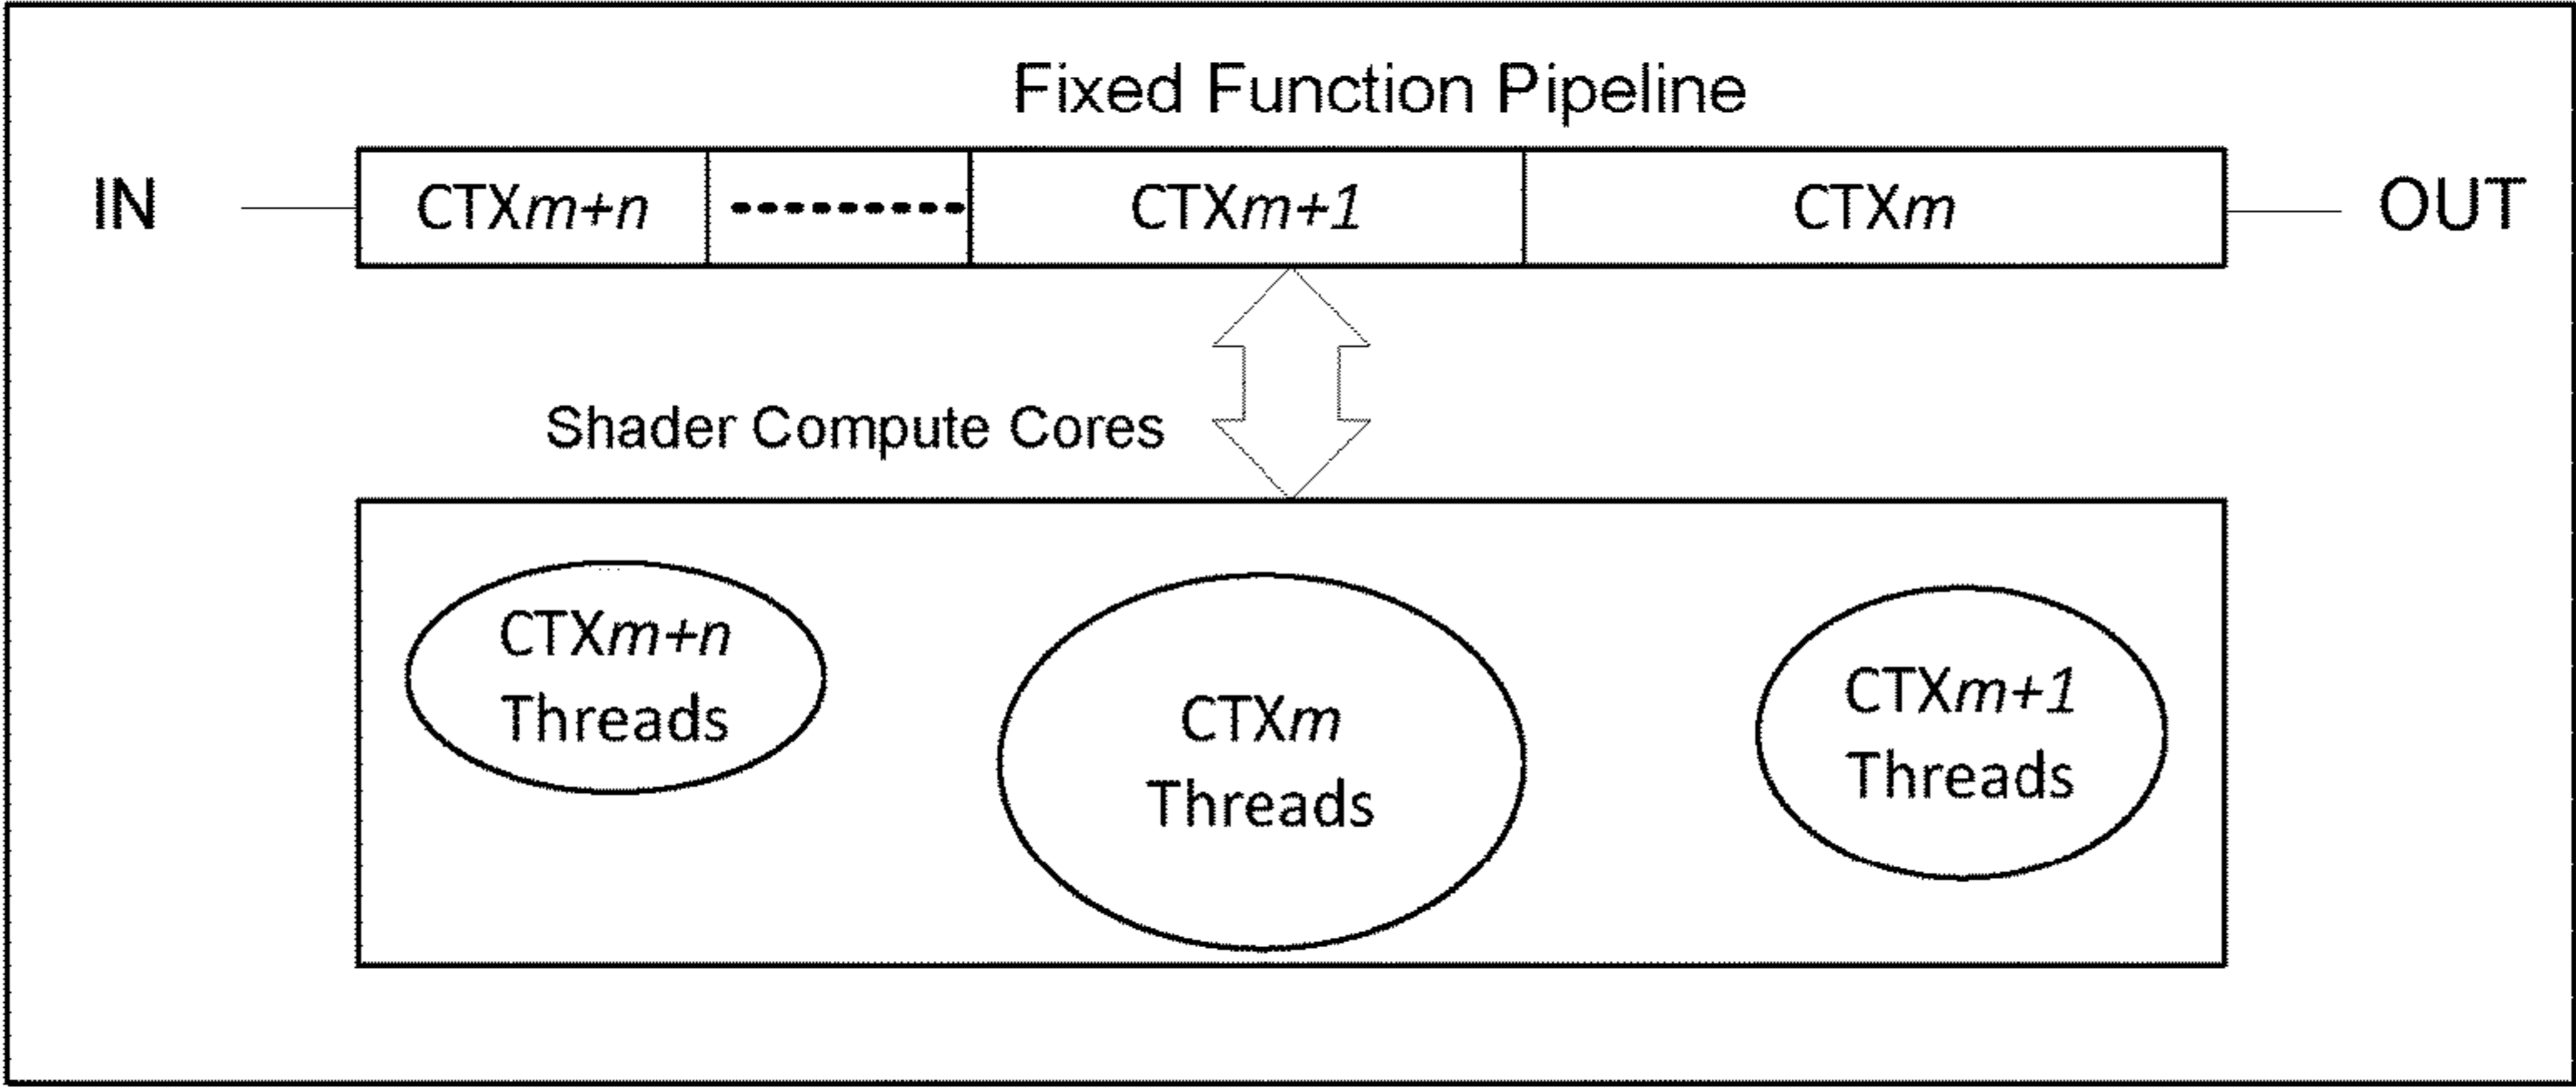 Fixed Function Pipeline
IN
CTXm+n
CTXm+1
CTXm
OUT
Shader Compute Cores
CTXm+n
Threads
CTXm
Threads
CTXm+1
Threads